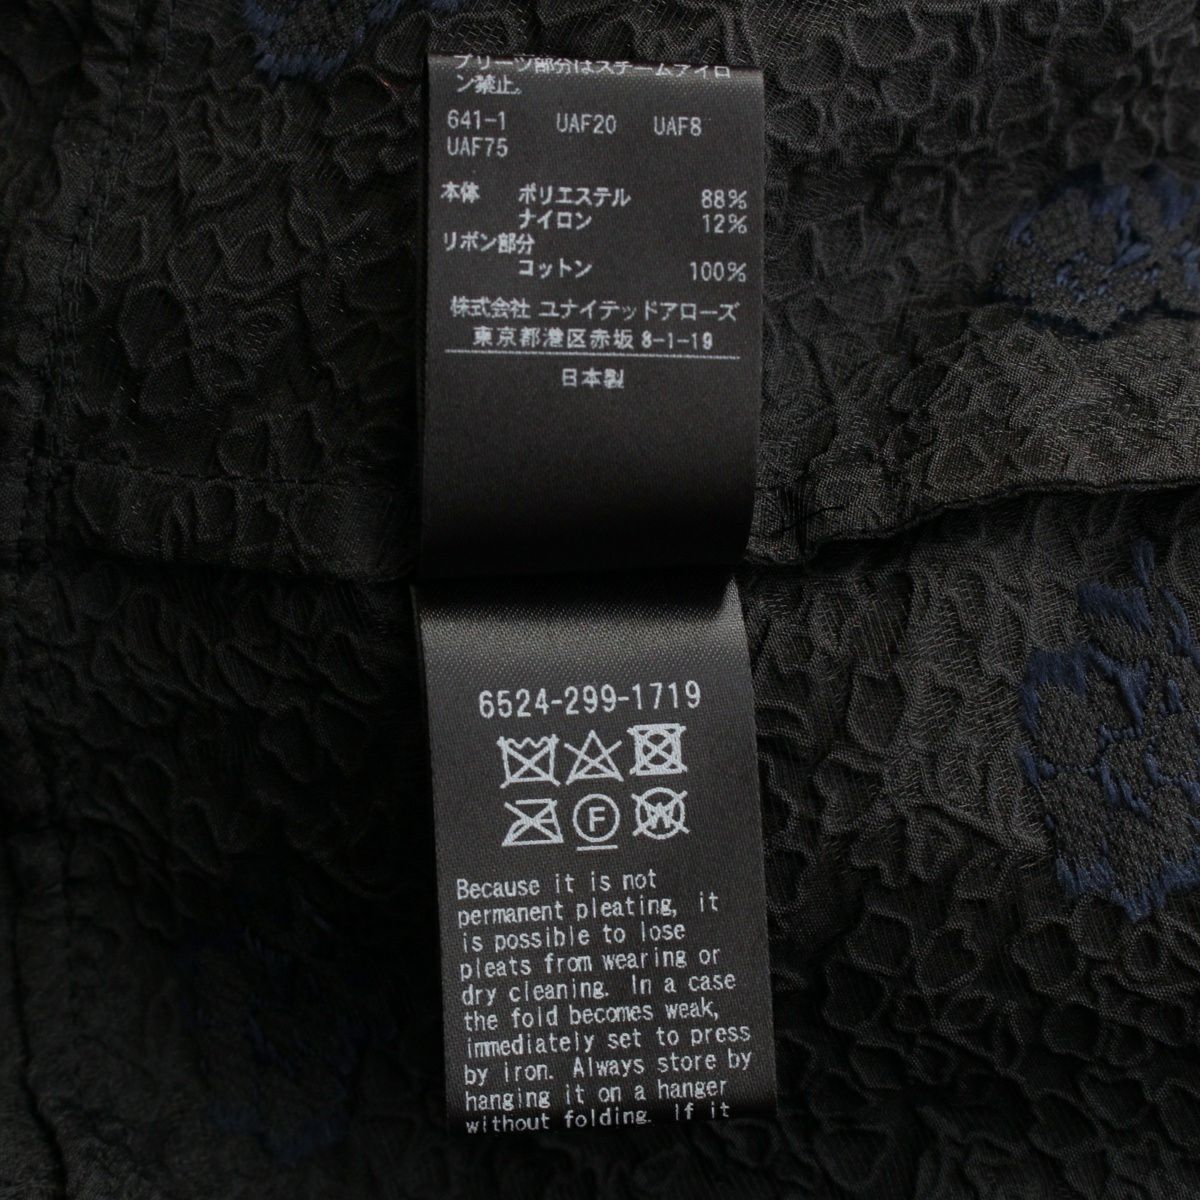 プリーツ部分はスチームアイロ
ン禁止。
641-1 UAF20 UAF8
UAF75
本体 ポリエステル 88%
ナイロン 12%
リボン部分
コットン 100%
株式会社 ユナイテッドアローズ
東京都港区赤坂8-1-19
日本製
6524-299-1719
F W
Because it is not
permanent pleating, it
is possible to lose
pleats from wearing or
dry cleaning. In a case
the fold becomes weak,
immediately set to press
by iron. Always store by
hanging it on a hanger
without folding. If it